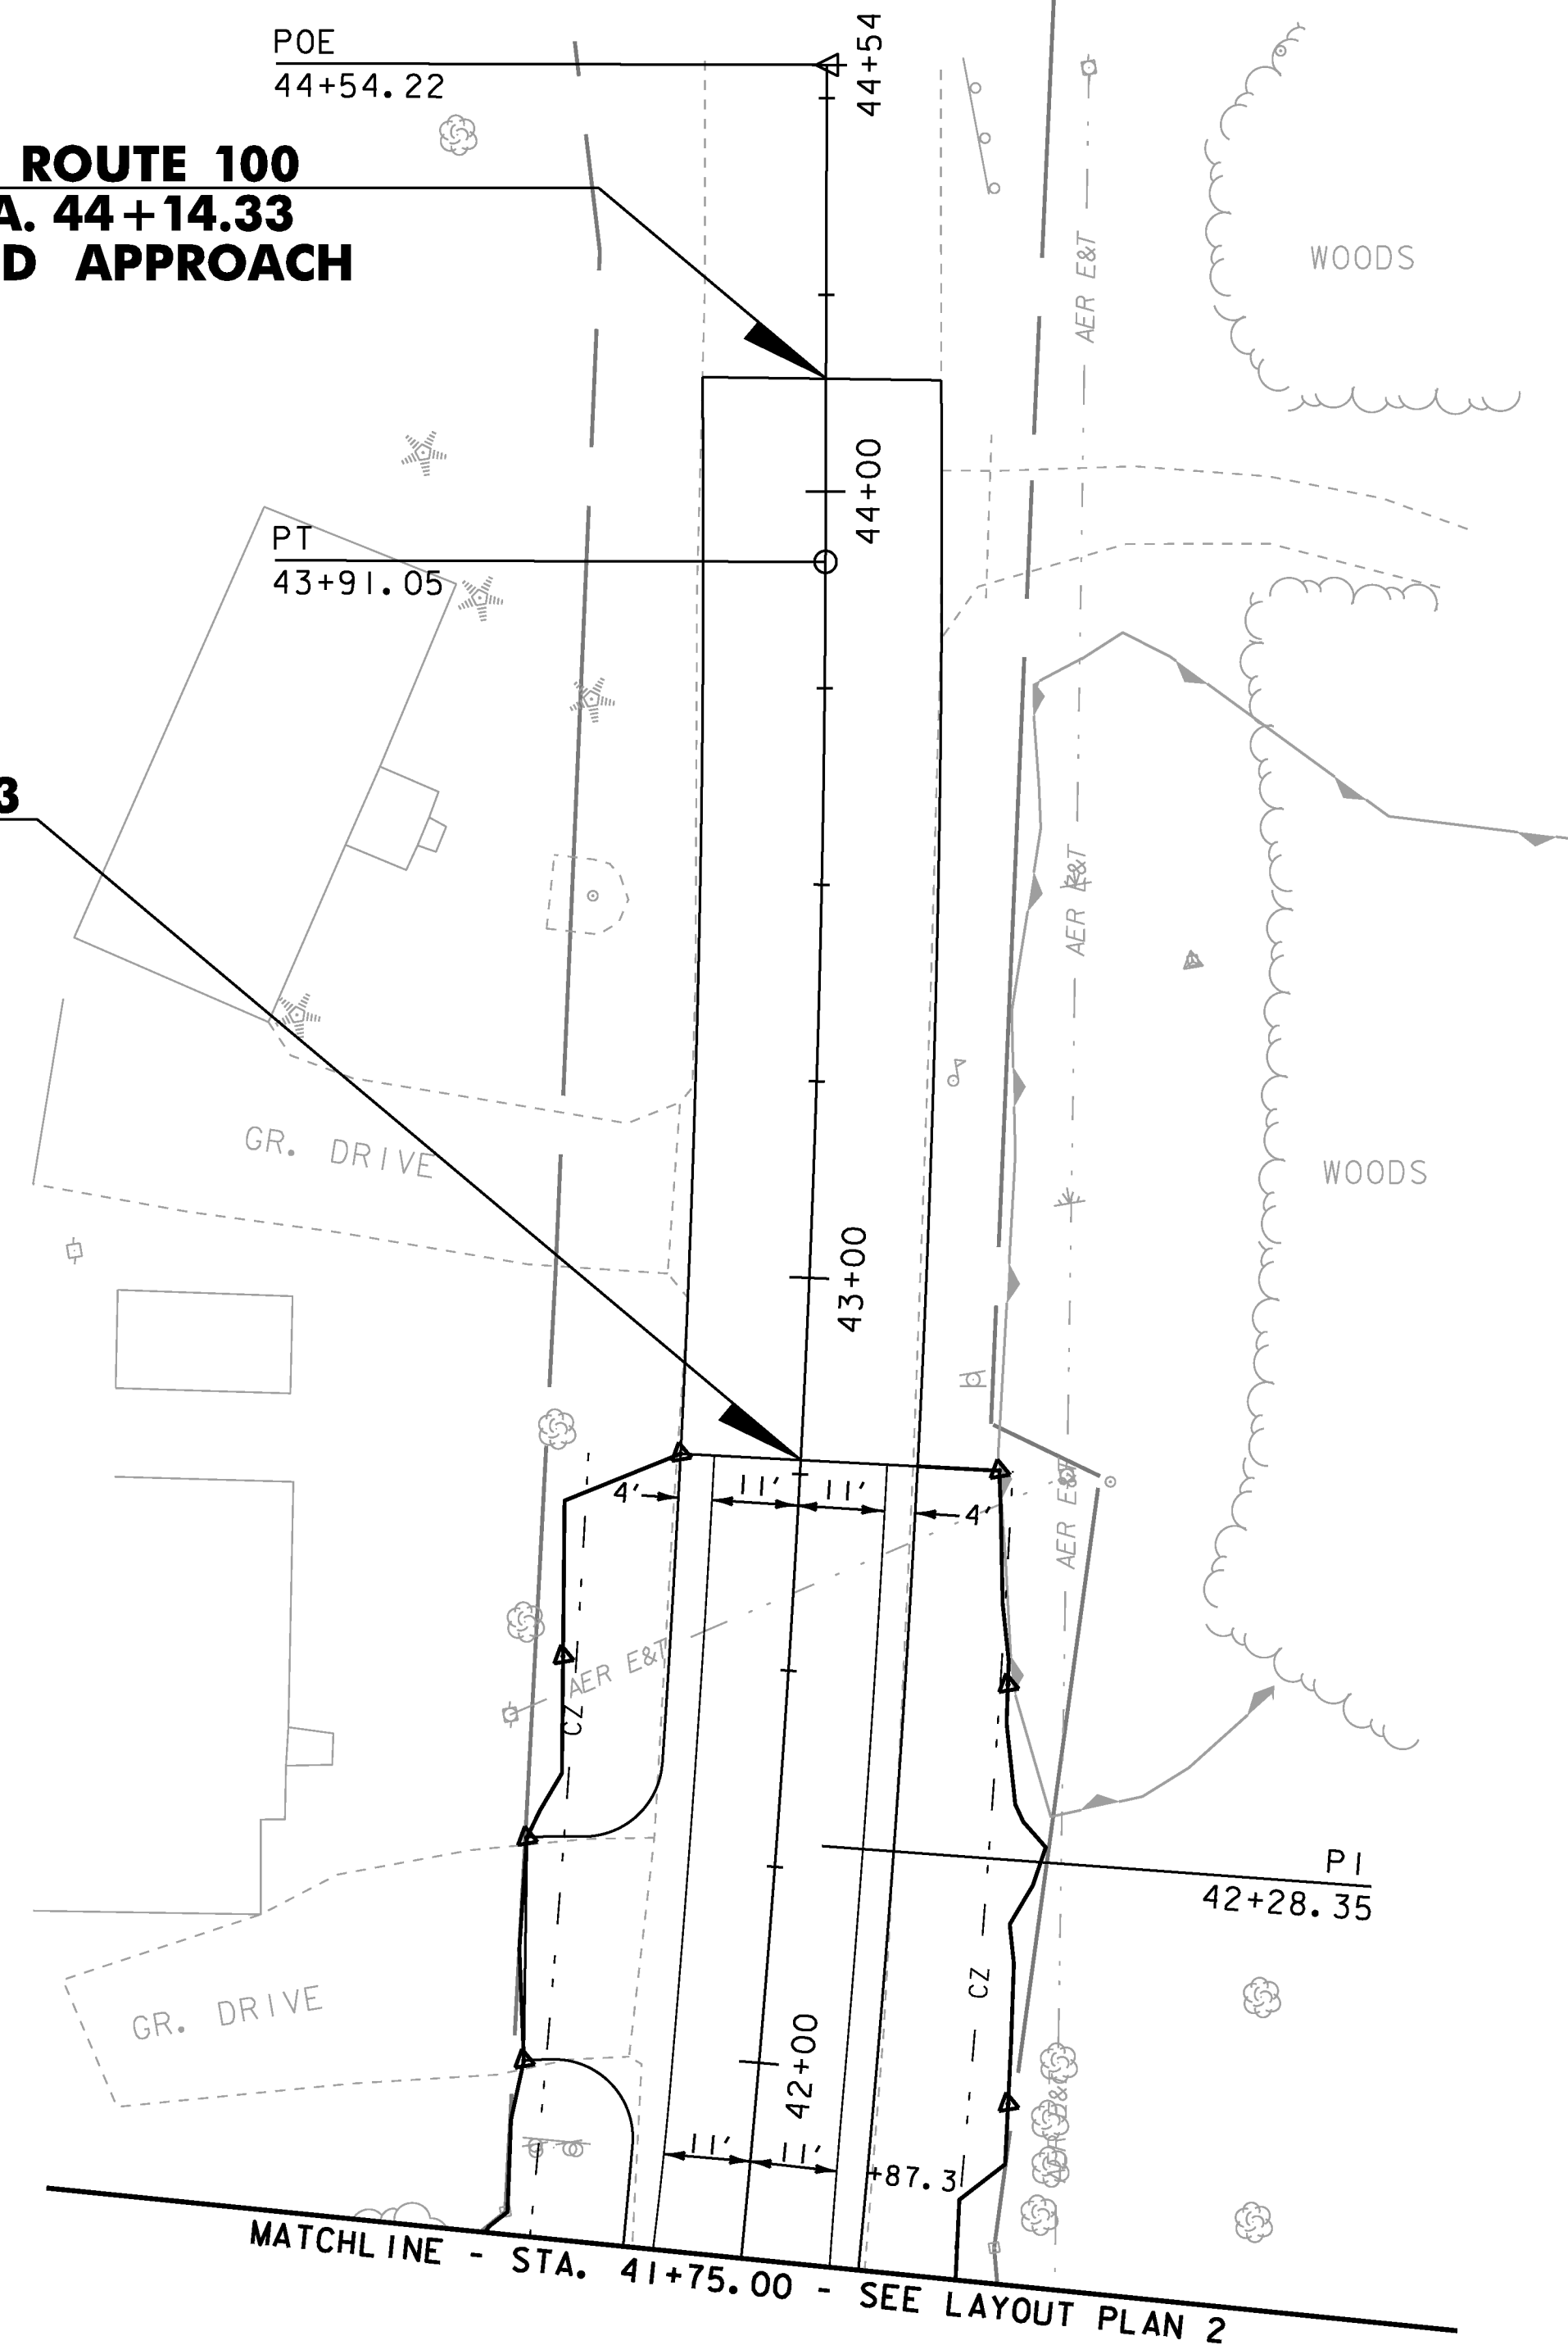 POE
44+54.22
44+54
ROUTE 100
A. 44+14.33
D APPROACH
WOODS
AER E&T
44+00
PT
43+91.05
3
AER E&T
GR. DRIVE
WOODS
43+00
4' 11' 11' 4'
AER E&T
AER E&T
CZ
PI
42+28.35
CZ
GR. DRIVE
42+00
11' 11'
+87.3
MATCHLINE - STA. 41+75.00 - SEE LAYOUT PLAN 2